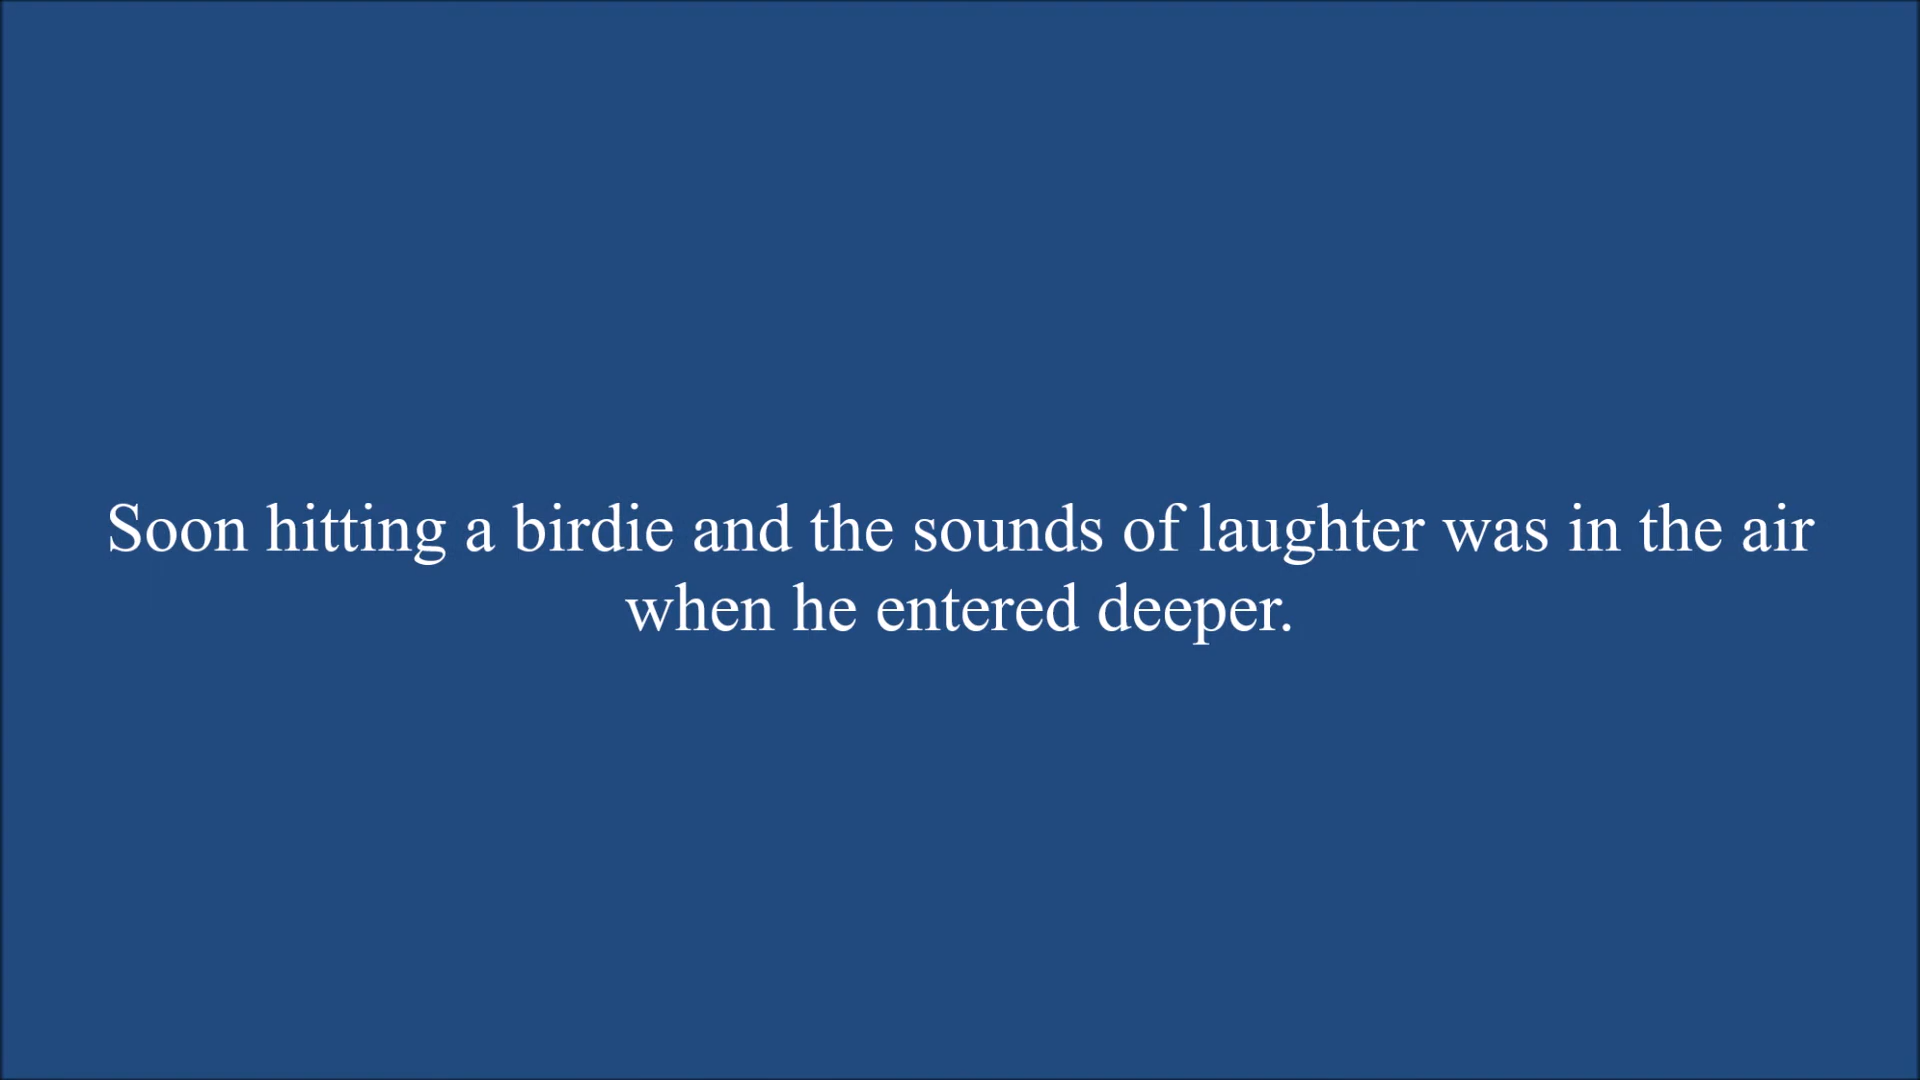 Soon hitting a birdie and the sounds of laughter was in the air
when he entered deeper.